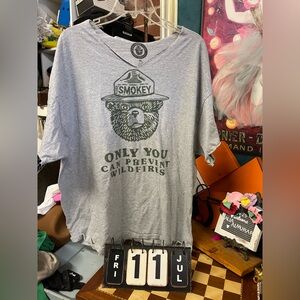 SMOKEY
ONLY YOU
CAN PREVENT
WILDFIRES
FRI
11
JUL